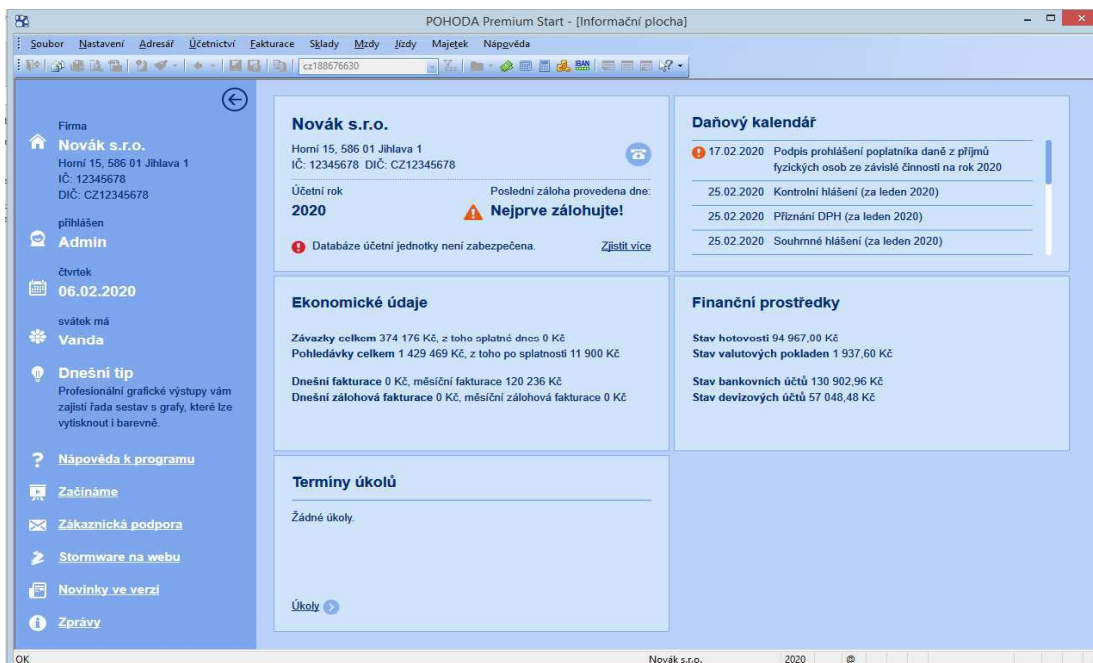 POHODA Premium Start - [Informační plocha]
Soubor Nastavení Adresář Účetnictví Fakturace Sklady Mzdy Jízdy Majetek Nápověda
cz188676630
IBAN
Firma
Novák s.r.o.
Horní 15, 586 01 Jihlava 1
IČ: 12345678
DIČ: CZ12345678
přihlášen
Admin
čtvrtek
06.02.2020
svátek má
Vanda
Dnešní tip
Profesionální grafické výstupy vám
zajistí řada sestav s grafy, které lze
vytisknout i barevně.
Nápověda k programu
Začínáme
Zákaznická podpora
Stormware na webu
Novinky ve verzi
Zprávy
Novák s.r.o.
Horní 15, 586 01 Jihlava 1
IČ: 12345678 DIČ: CZ12345678
Účetní rok Poslední záloha provedena dne:
2020 Nejprve zálohujte!
Databáze účetní jednotky není zabezpečena. Zjistit více
Daňový kalendář
17.02.2020 Podpis prohlášení poplatníka daně z příjmů
fyzických osob ze závislé činnosti na rok 2020
25.02.2020 Kontrolní hlášení (za leden 2020)
25.02.2020 Přiznání DPH (za leden 2020)
25.02.2020 Souhrnné hlášení (za leden 2020)
Ekonomické údaje
Závazky celkem 374 176 Kč, z toho splatné dnes 0 Kč
Pohledávky celkem 1 429 469 Kč, z toho po splatnosti 11 900 Kč
Dnešní fakturace 0 Kč, měsíční fakturace 120 236 Kč
Dnešní zálohová fakturace 0 Kč, měsíční zálohová fakturace 0 Kč
Finanční prostředky
Stav hotovosti 94 967,00 Kč
Stav valutových pokladen 1 937,60 Kč
Stav bankovních účtů 130 902,96 Kč
Stav devizových účtů 57 048,48 Kč
Termíny úkolů
Žádné úkoly.
Úkoly
OK Novák s.r.o. 2020 @